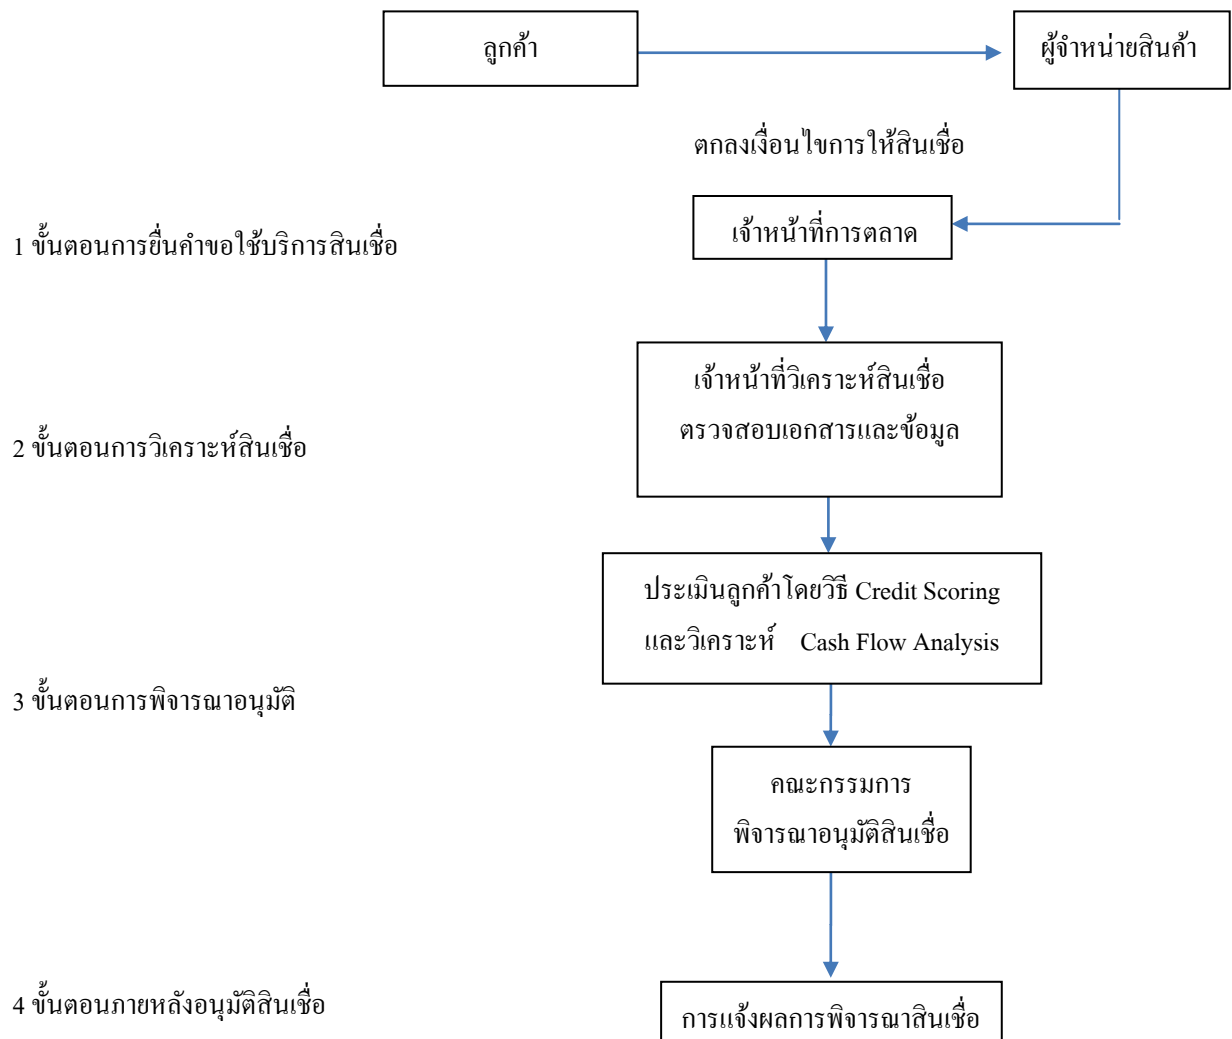 ลูกค้า
ผู้จำหน่ายสินค้า
ตกลงเงื่อนไขการให้สินเชื่อ
1 ขั้นตอนการยื่นคำขอใช้บริการสินเชื่อ
เจ้าหน้าที่การตลาด
เจ้าหน้าที่วิเคราะห์สินเชื่อ
ตรวจสอบเอกสารและข้อมูล
2 ขั้นตอนการวิเคราะห์สินเชื่อ
ประเมินลูกค้าโดยวิธี Credit Scoring
และวิเคราะห์ Cash Flow Analysis
3 ขั้นตอนการพิจารณาอนุมัติ
คณะกรรมการ
พิจารณาอนุมัติสินเชื่อ
4 ขั้นตอนภายหลังอนุมัติสินเชื่อ
การแจ้งผลการพิจารณาสินเชื่อ